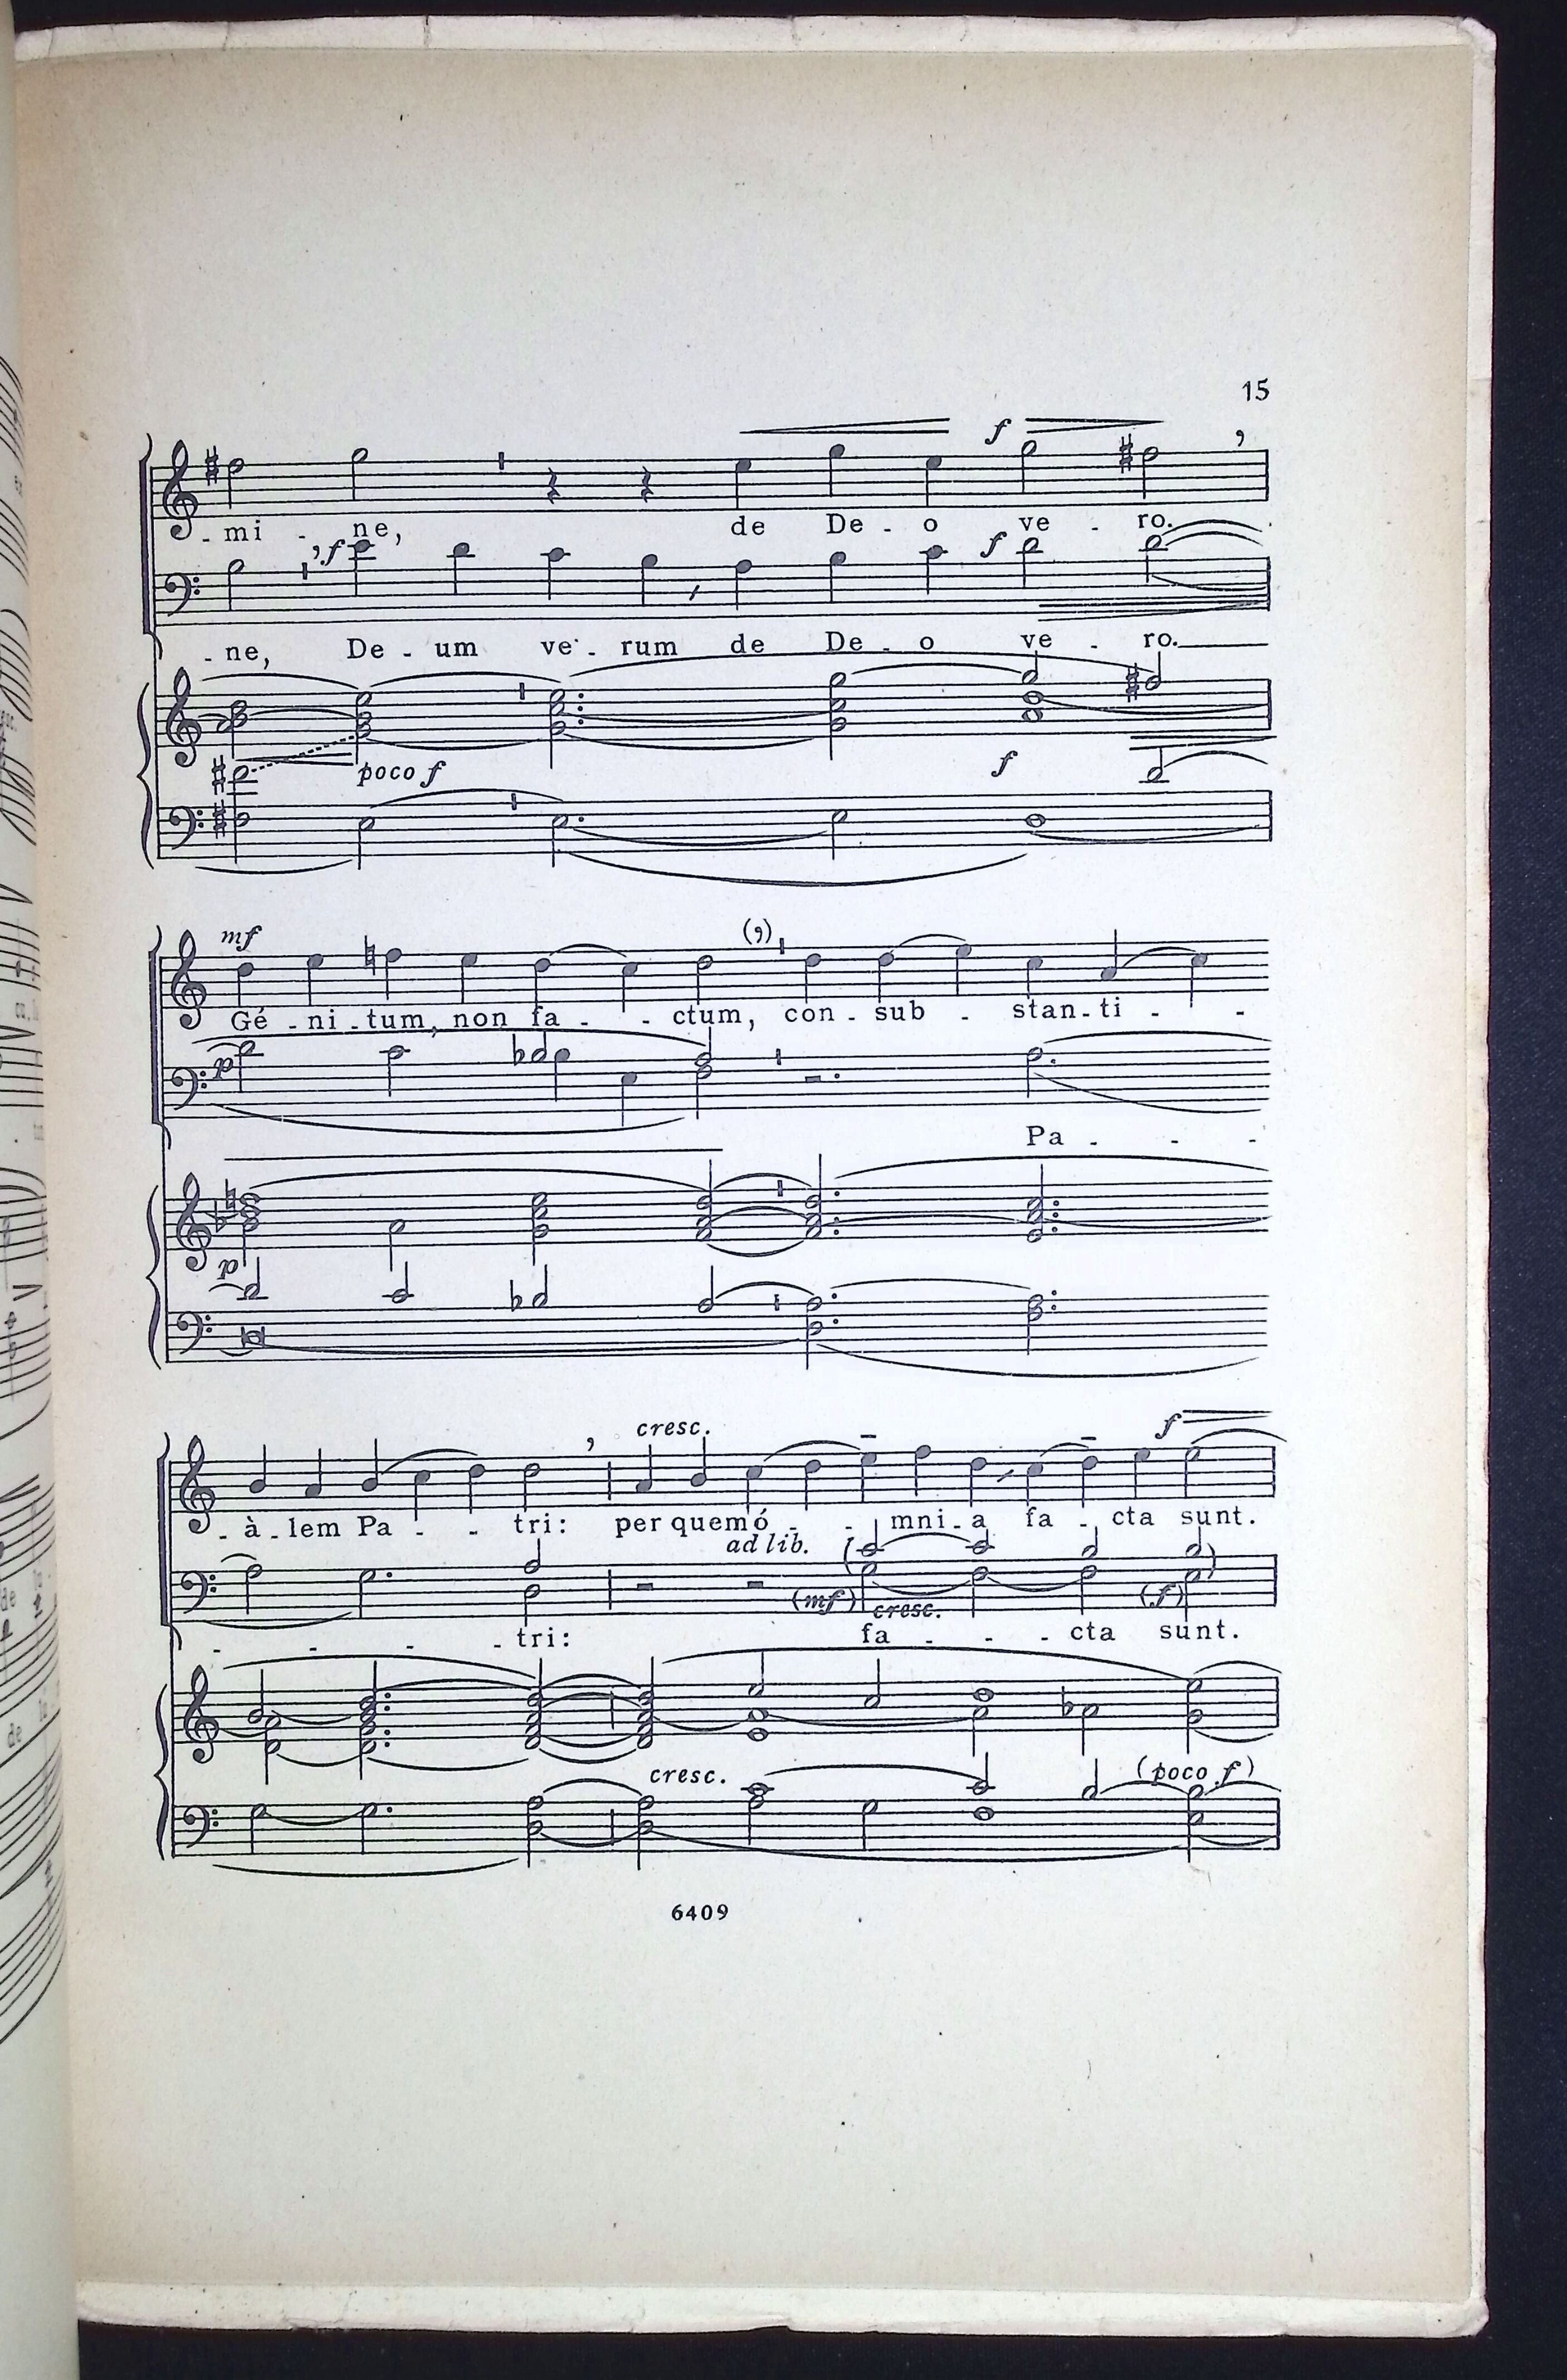 15
f
- mi - ne, de De - o ve - ro.
, f f
- ne, De - um ve - rum de De - o ve - ro.
poco f f
mf (,)
Gé - ni - tum, non fa - - ctum, con - sub - stan - ti - -
p
Pa - - -
p
cresc. f
- à - lem Pa - - tri: per quem ó - - mni - a fa - cta sunt.
ad lib.
(mf) cresc. (f)
- - - - tri: fa - - - cta sunt.
cresc. (poco f)
6409